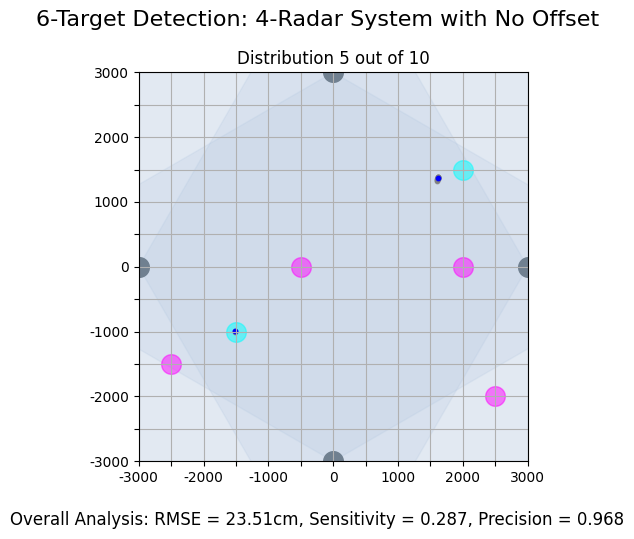 6-Target Detection: 4-Radar System with No Offset
Distribution 5 out of 10
3000
2000
1000
0
-1000
-2000
-3000
-3000 -2000 -1000 0 1000 2000 3000
Overall Analysis: RMSE = 23.51cm, Sensitivity = 0.287, Precision = 0.968